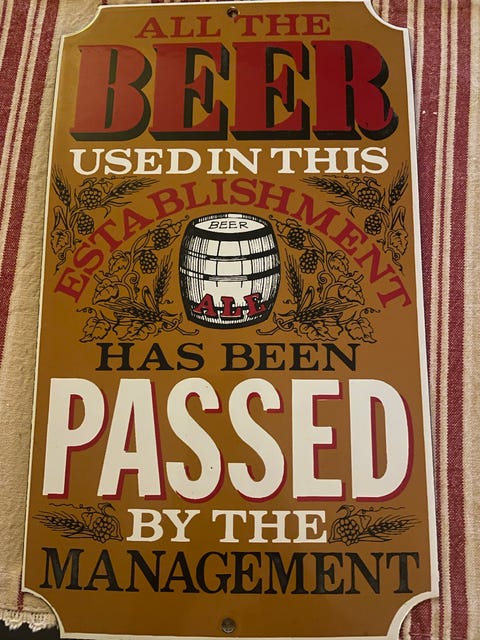 ALL THE
BEER
USED IN THIS
ESTABLISHMENT
BEER
ALE
HAS BEEN
PASSED
BY THE
MANAGEMENT